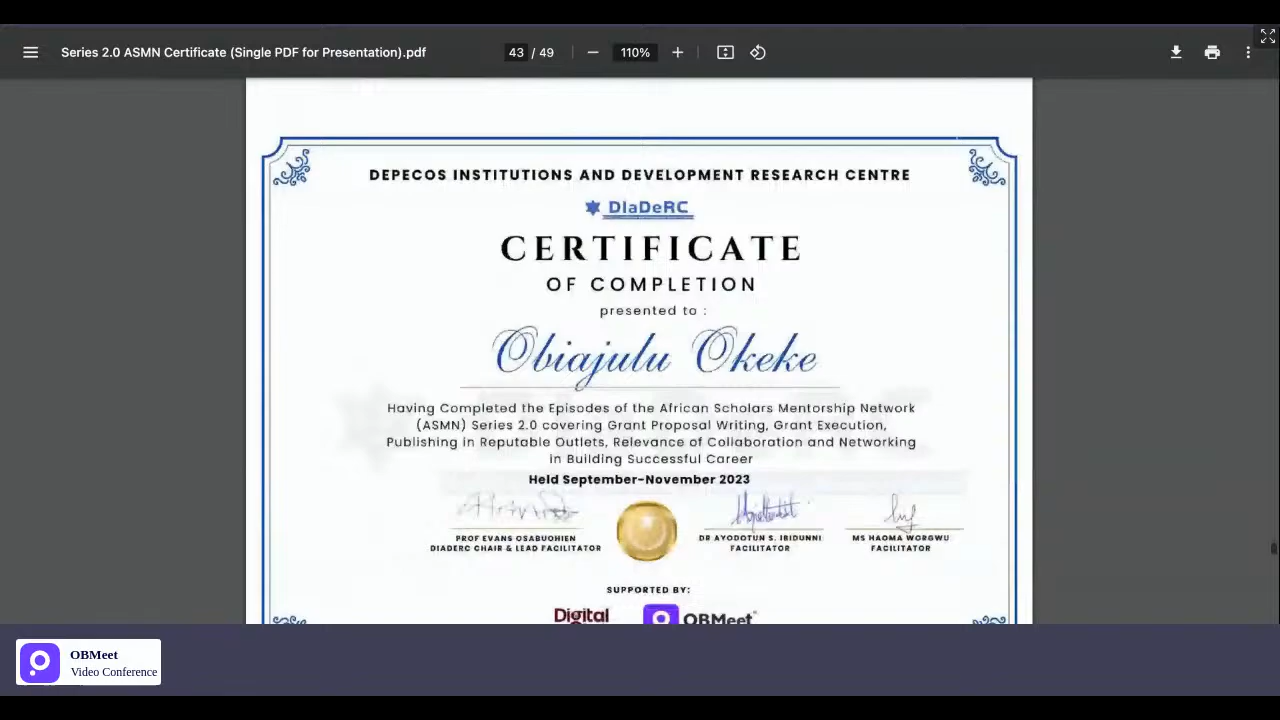 Series 2.0 ASMN Certificate (Single PDF for Presentation).pdf
43 / 49
110%
DEPECOS INSTITUTIONS AND DEVELOPMENT RESEARCH CENTRE
DIaDeRC
CERTIFICATE
OF COMPLETION
presented to :
Obiajulu Okeke
Having Completed the Episodes of the African Scholars Mentorship Network
(ASMN) Series 2.0 covering Grant Proposal Writing, Grant Execution,
Publishing in Reputable Outlets, Relevance of Collaboration and Networking
in Building Successful Career
Held September-November 2023
PROF EVANS OSABUOHIEN
DIADERC CHAIR & LEAD FACILITATOR
DR AYODOTUN S. IBIDUNNI
FACILITATOR
MS HAOMA WORGWU
FACILITATOR
SUPPORTED BY:
Digital
OBMeet
OBMeet
Video Conference